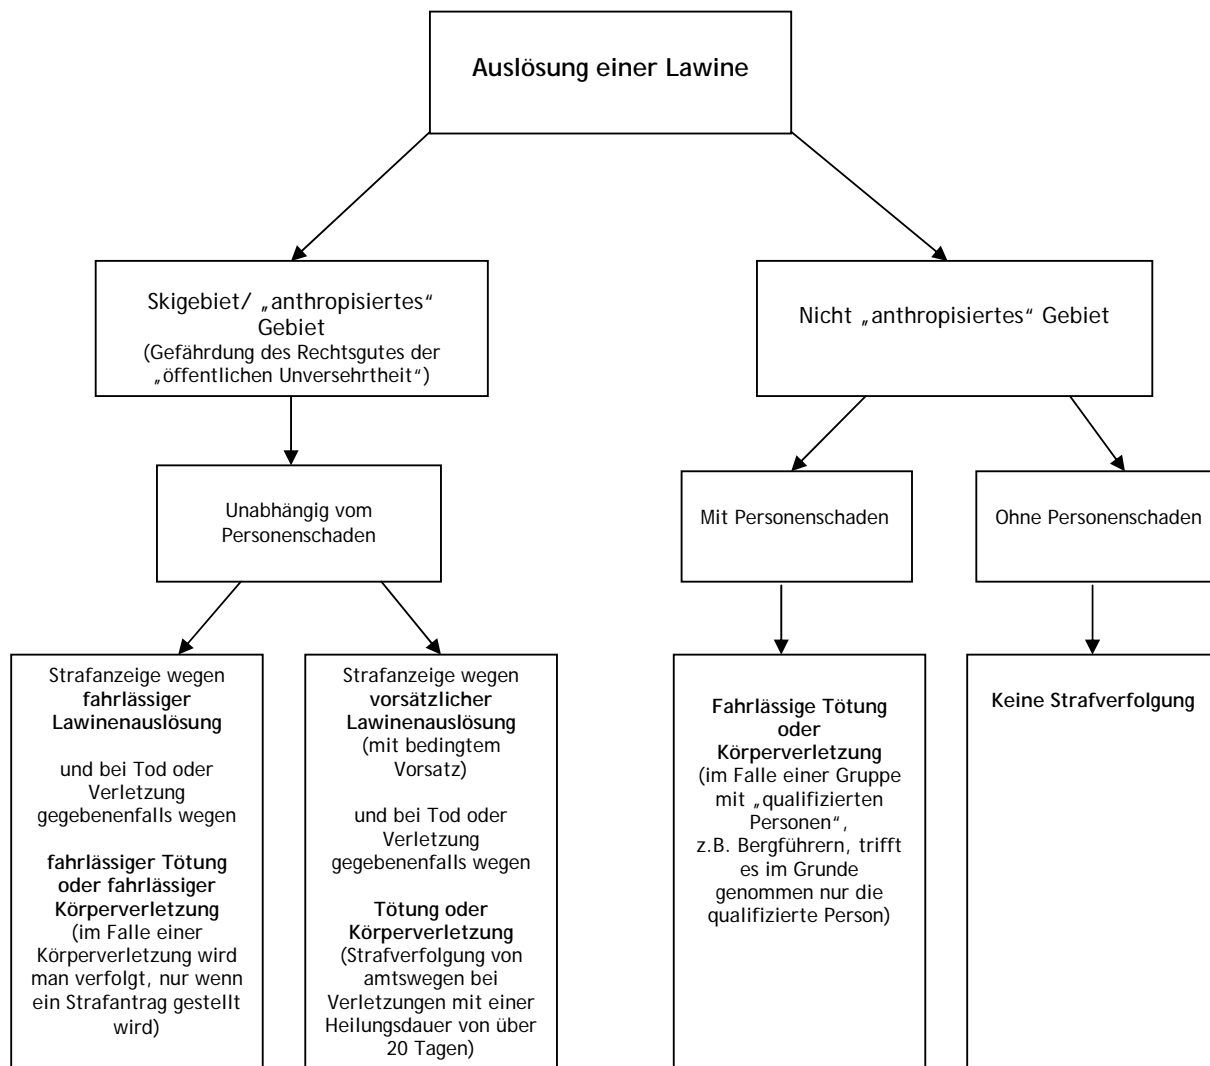 Auslösung einer Lawine
Skigebiet/ „anthropisiertes“
Gebiet
(Gefährdung des Rechtsgutes der
„öffentlichen Unversehrtheit“)
Nicht „anthropisiertes“ Gebiet
Unabhängig vom
Personenschaden
Mit Personenschaden
Ohne Personenschaden
Strafanzeige wegen
fahrlässiger
Lawinenauslösung
und bei Tod oder
Verletzung
gegebenenfalls wegen
fahrlässiger Tötung
oder fahrlässiger
Körperverletzung
(im Falle einer
Körperverletzung wird
man verfolgt, nur wenn
ein Strafantrag gestellt
wird)
Strafanzeige wegen
vorsätzlicher
Lawinenauslösung
(mit bedingtem
Vorsatz)
und bei Tod oder
Verletzung
gegebenenfalls wegen
Tötung oder
Körperverletzung
(Strafverfolgung von
amtswegen bei
Verletzungen mit einer
Heilungsdauer von über
20 Tagen)
Fahrlässige Tötung
oder
Körperverletzung
(im Falle einer Gruppe
mit „qualifizierten
Personen“,
z.B. Bergführern, trifft
es im Grunde
genommen nur die
qualifizierte Person)
Keine Strafverfolgung